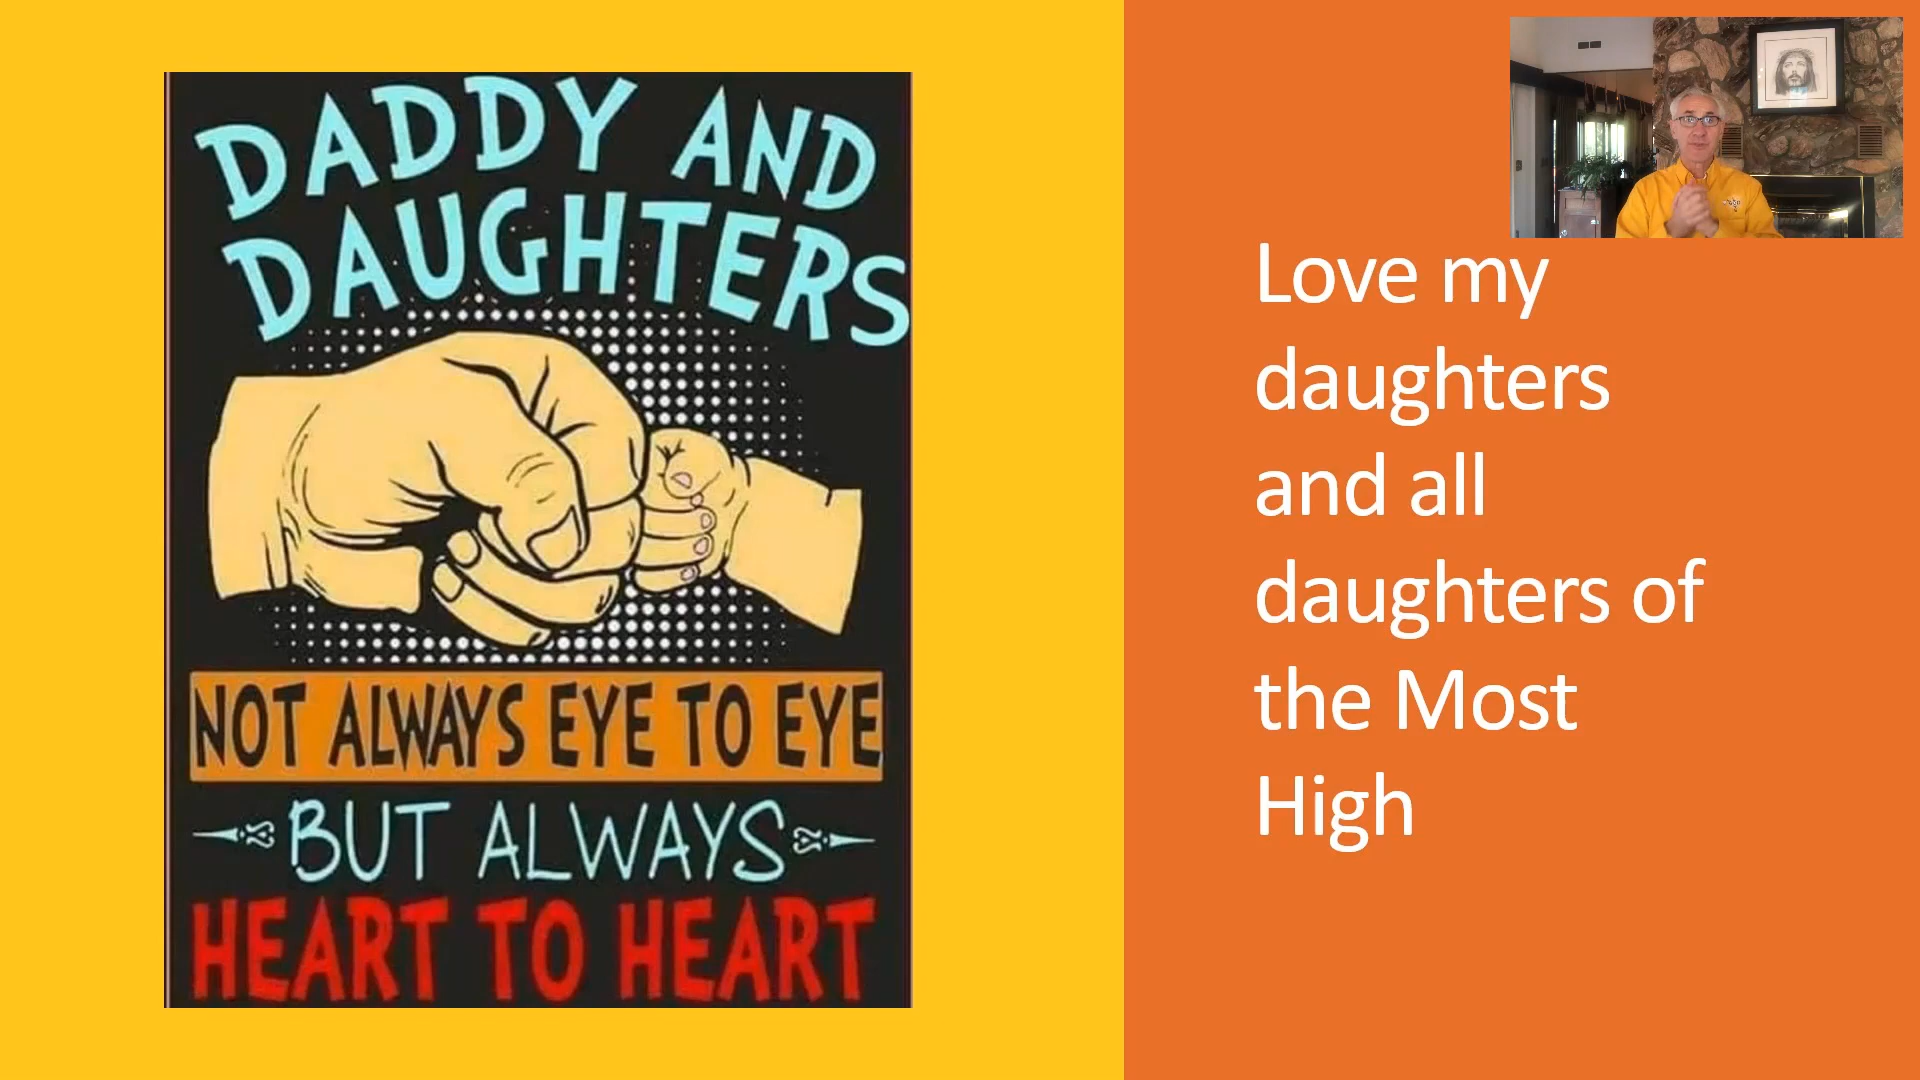 DADDY AND
DAUGHTERS
NOT ALWAYS EYE TO EYE
BUT ALWAYS
HEART TO HEART
Love my
daughters
and all
daughters of
the Most
High